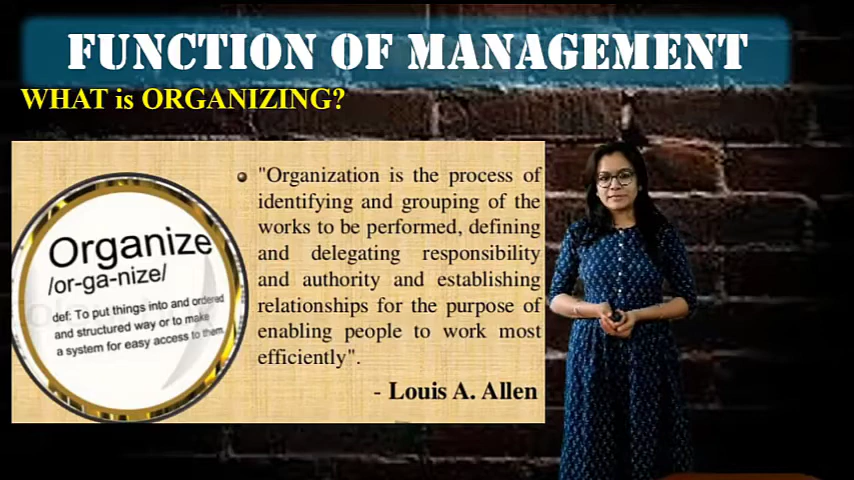 FUNCTION OF MANAGEMENT
WHAT is ORGANIZING?
"Organization is the process of
identifying and grouping of the
works to be performed, defining
and delegating responsibility
and authority and establishing
relationships for the purpose of
enabling people to work most
efficiently".
- Louis A. Allen
Organize
/or-ga-nize/
def: To put things into and ordered
and structured way or to make
a system for easy access to them.